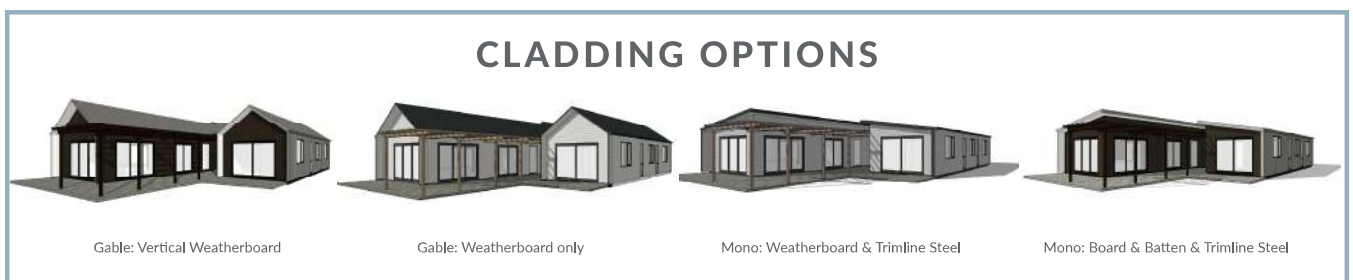 CLADDING OPTIONS
Gable: Vertical Weatherboard
Gable: Weatherboard only
Mono: Weatherboard & Trimline Steel
Mono: Board & Batten & Trimline Steel